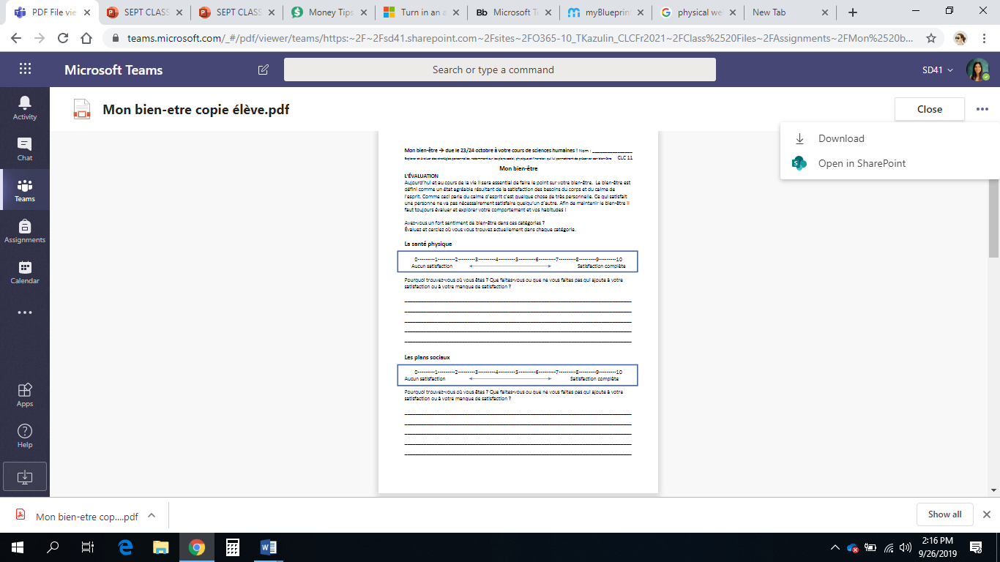 PDF File vie
SEPT CLASS
SEPT CLASS
Money Tips
Turn in an a
Microsoft Te
myBlueprin
physical we
New Tab
teams.microsoft.com/_#/pdf/viewer/teams/https:~2F~2Fsd41.sharepoint.com~2Fsites~2FO365-10_TKazulin_CLCFr2021~2FClass%2520Files~2FAssignments~2FMon%2520b...
Microsoft Teams
Search or type a command
SD41
Activity
Chat
Teams
Assignments
Calendar
Apps
Help
Mon bien-etre copie élève.pdf
Close
Download
Open in SharePoint
Mon bien-être → due le 23/24 octobre à votre cours de sciences humaines ! Nom : _______________
Explorer et évaluer des stratégies personnelles, notamment sur les plans social, physique et financier, qui lui permettront de préserver son bien-être CLC 11
Mon bien-être
L'ÉVALUATION
Aujourd'hui et au cours de la vie il sera essential de faire le point sur votre bien-être. Le bien-être est
défini comme un état agréable résultant de la satisfaction des besoins du corps et du calme de
l'esprit. Comme ceci parle du calme d'esprit c'est quelque chose de très personnelle. Ce qui satisfait
une personne ne va pas nécessairement satisfaire quelqu'un d'autre. Afin de maintenir le bien-être il
faut toujours évaluer et explorer votre comportement et vos habitudes !
Avez-vous un fort sentiment de bien-être dans ces catégories ?
Évaluez et cerclez où vous vous trouvez actuellement dans chaque catégorie.
La santé physique
0---------1---------2---------3---------4---------5---------6---------7---------8---------9---------10
Aucun satisfaction Satisfaction complète
Pourquoi trouvez-vous où vous êtes ? Que faites-vous ou que ne vous faites pas qui ajoute à votre
satisfaction ou à votre manque de satisfaction ?
Les plans sociaux
0---------1---------2---------3---------4---------5---------6---------7---------8---------9---------10
Aucun satisfaction Satisfaction complète
Pourquoi trouvez-vous où vous êtes ? Que faites-vous ou que ne vous faites pas qui ajoute à votre
satisfaction ou à votre manque de satisfaction ?
Mon bien-etre cop....pdf
Show all
2:16 PM
9/26/2019